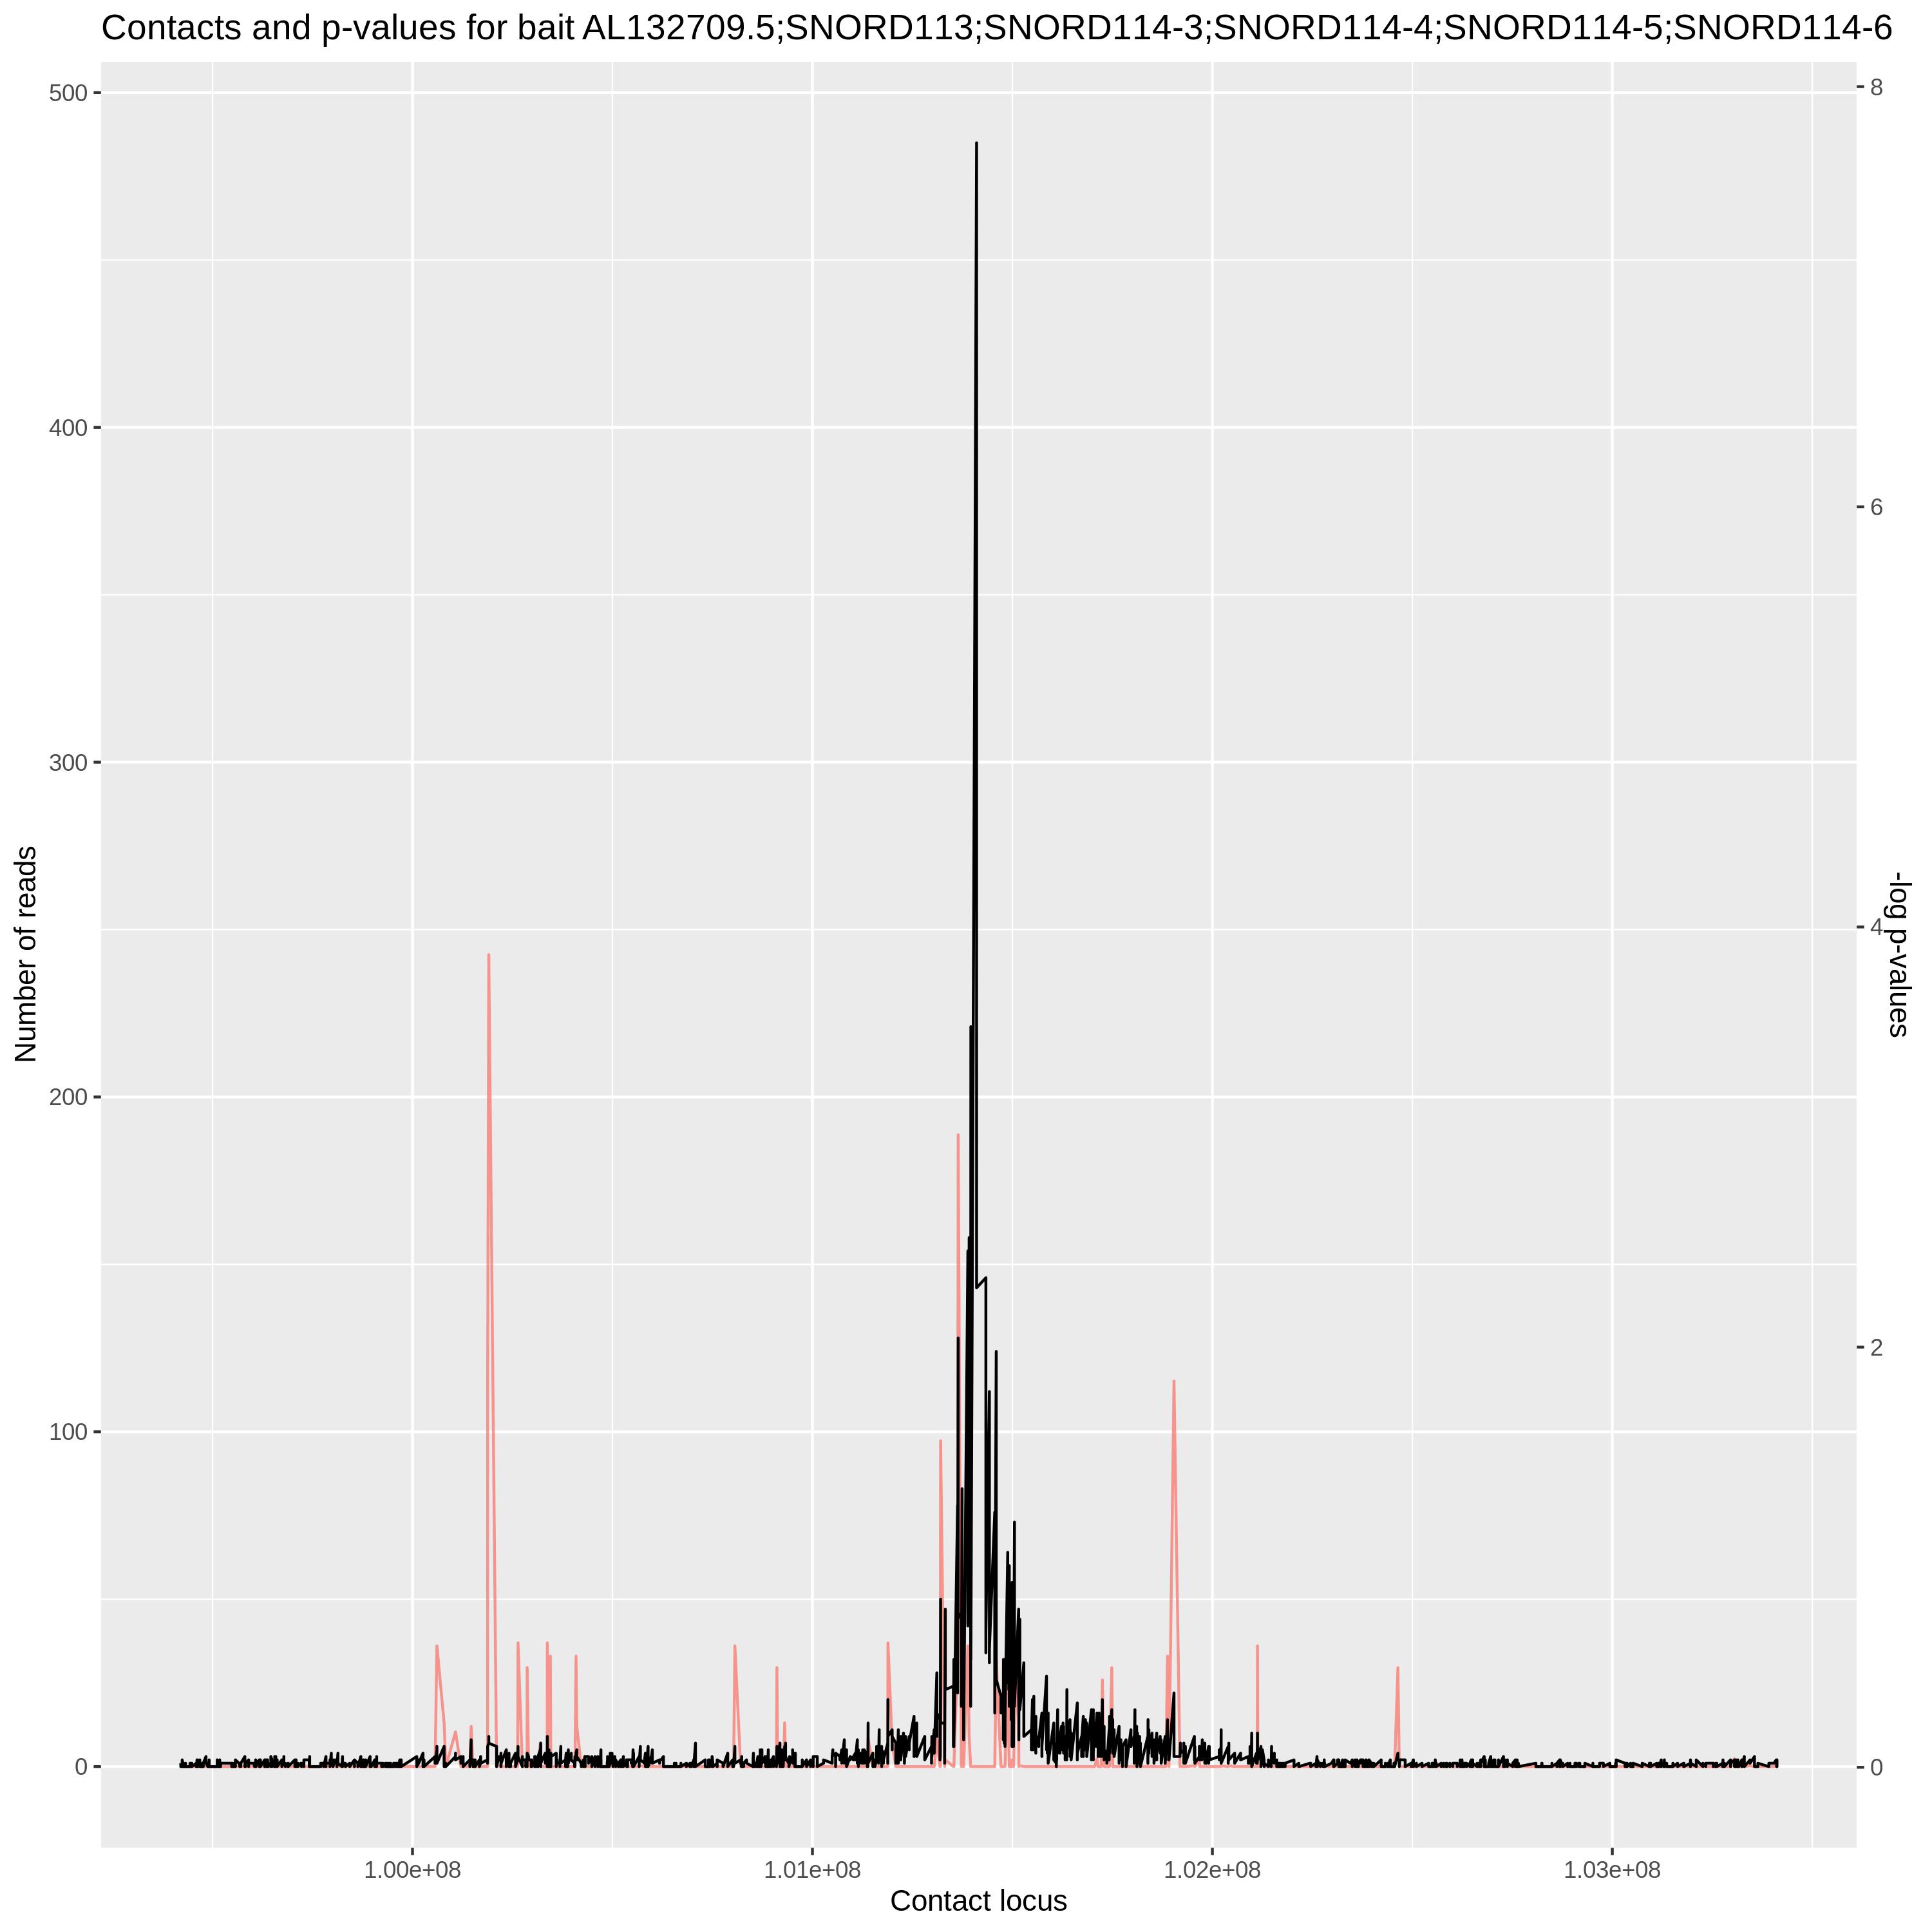 Contacts and p-values for bait AL132709.5;SNORD113;SNORD114-3;SNORD114-4;SNORD114-5;SNORD114-6
500
400
300
200
100
0
Number of reads
8
6
4
2
0
-log p-values
1.00e+08
1.01e+08
1.02e+08
1.03e+08
Contact locus